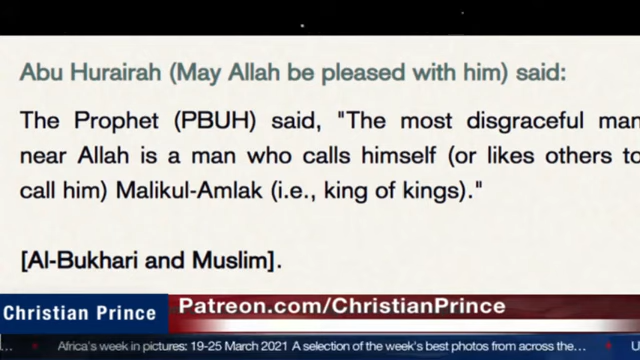 Abu Hurairah (May Allah be pleased with him) said:
The Prophet (PBUH) said, "The most disgraceful man
near Allah is a man who calls himself (or likes others to
call him) Malikul-Amlak (i.e., king of kings)."
[Al-Bukhari and Muslim].
Christian Prince
Patreon.com/ChristianPrince
Africa's week in pictures: 19-25 March 2021 A selection of the week's best photos from across the...